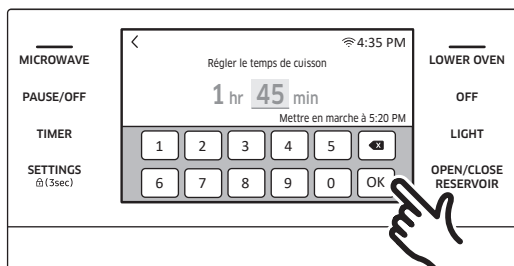 4:35 PM
MICROWAVE
Régler le temps de cuisson
LOWER OVEN
PAUSE/OFF
1 hr 45 min
OFF
Mettre en marche à 5:20 PM
TIMER
1 2 3 4 5
LIGHT
SETTINGS
(3sec)
6 7 8 9 0 OK
OPEN/CLOSE
RESERVOIR